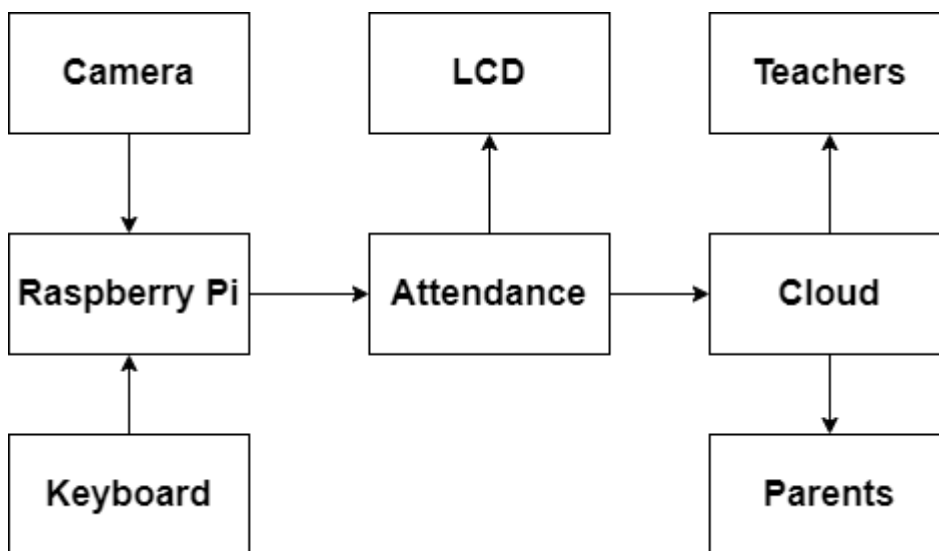 Camera
LCD
Teachers
Raspberry Pi
Attendance
Cloud
Keyboard
Parents